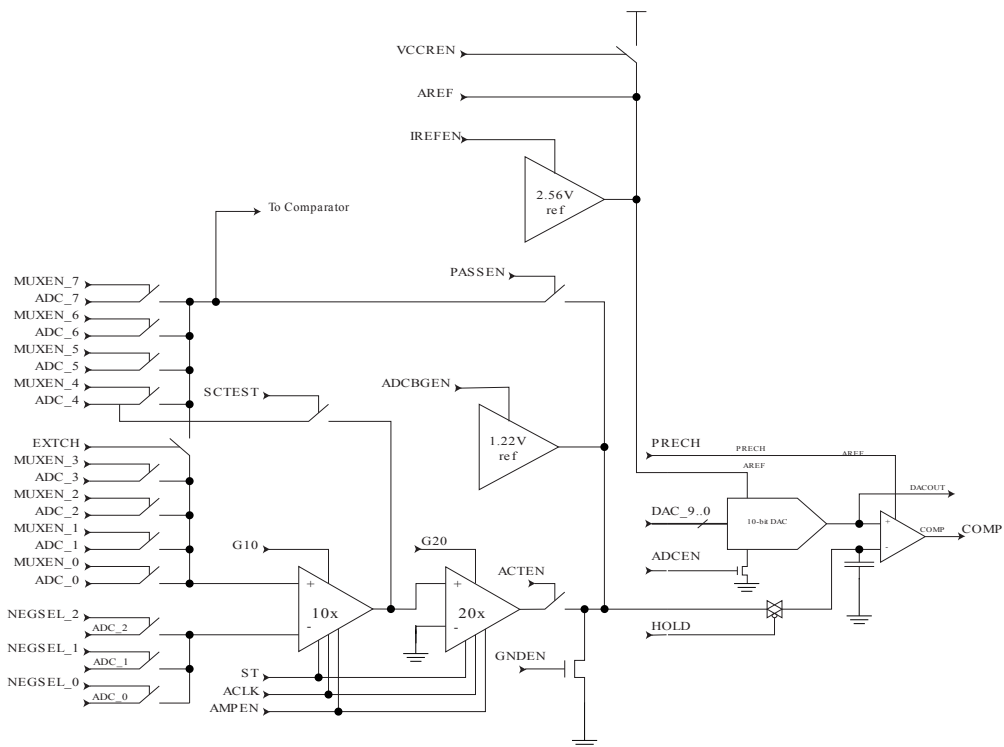 VCCREN
AREF
IREFEN
2.56V
ref
To Comparator
PASSEN
MUXEN_7
ADC_7
MUXEN_6
ADC_6
MUXEN_5
ADC_5
MUXEN_4
ADC_4
SCTEST
ADCBGEN
1.22V
ref
EXTCH
MUXEN_3
ADC_3
MUXEN_2
ADC_2
MUXEN_1
ADC_1
MUXEN_0
ADC_0
PRECH
PRECH
AREF
AREF
DACOUT
DAC_9..0
10-bit DAC
+
-
COMP
COMP
ADCEN
G10
+
10x
-
G20
+
20x
-
ACTEN
HOLD
NEGSEL_2
ADC_2
NEGSEL_1
ADC_1
NEGSEL_0
ADC_0
GNDEN
ST
ACLK
AMPEN